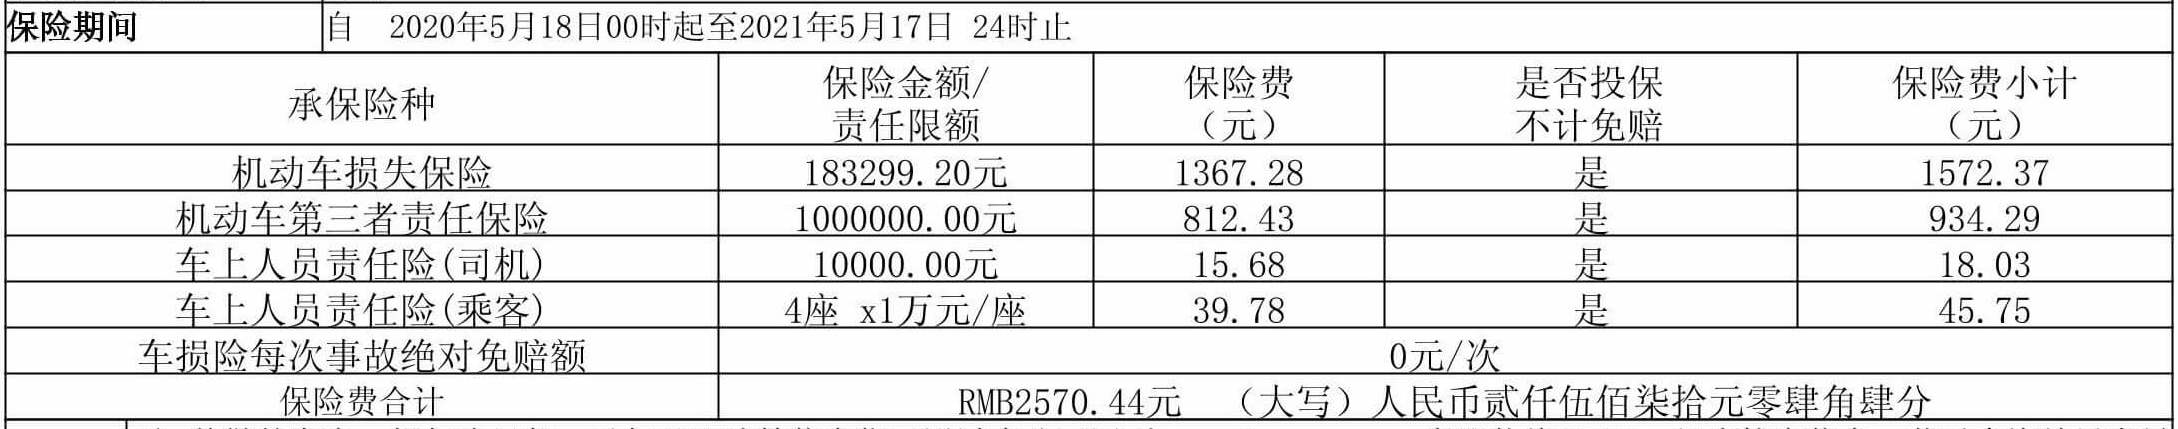 保险期间 自 2020年5月18日00时起至2021年5月17日 24时止
承保险种 保险金额/责任限额 保险费（元） 是否投保不计免赔 保险费小计（元）
机动车损失保险 183299.20元 1367.28 是 1572.37
机动车第三者责任保险 1000000.00元 812.43 是 934.29
车上人员责任险(司机) 10000.00元 15.68 是 18.03
车上人员责任险(乘客) 4座 x1万元/座 39.78 是 45.75
车损险每次事故绝对免赔额 0元/次
保险费合计 RMB2570.44元 （大写）人民币贰仟伍佰柒拾元零肆角肆分